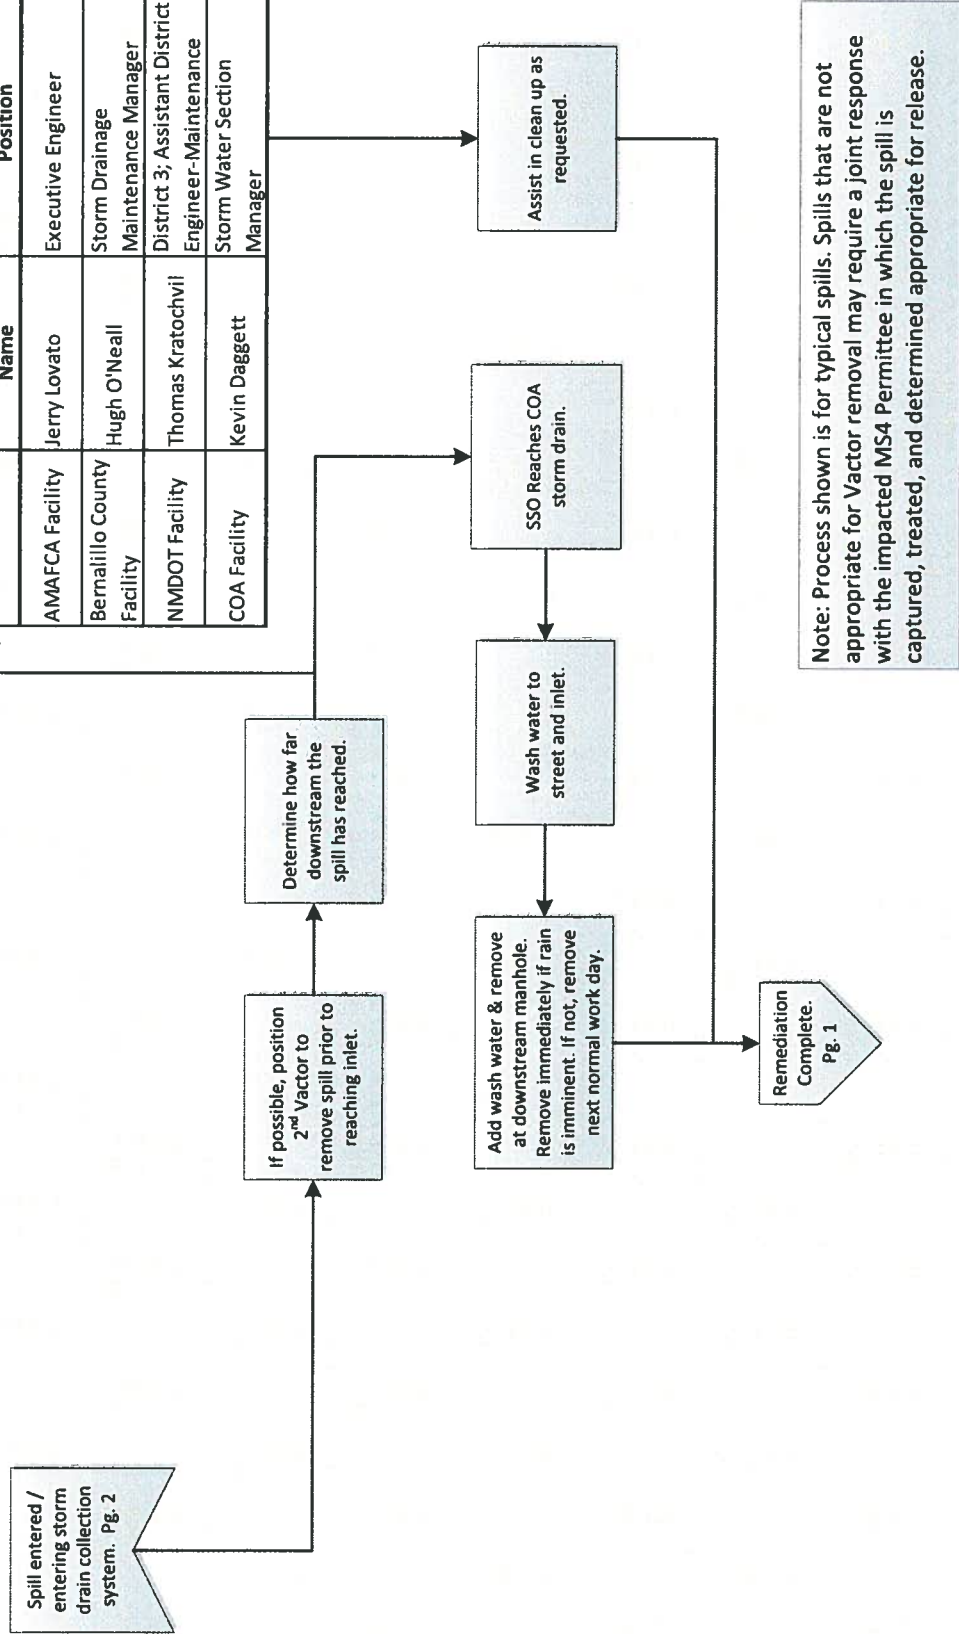 Spill entered /
entering storm
drain collection
system.  Pg. 2
If possible, position
2nd Vactor to
remove spill prior to
reaching inlet.
Determine how far
downstream the
spill has reached.
Name
Position
AMAFCA Facility
Jerry Lovato
Executive Engineer
Bernalillo County
Facility
Hugh O'Neall
Storm Drainage
Maintenance Manager
NMDOT Facility
Thomas Kratochvil
District 3; Assistant District
Engineer-Maintenance
COA Facility
Kevin Daggett
Storm Water Section
Manager
SSO Reaches COA
storm drain.
Assist in clean up as
requested.
Wash water to
street and inlet.
Add wash water & remove
at downstream manhole.
Remove immediately if rain
is imminent. If not, remove
next normal work day.
Remediation
Complete.
Pg. 1
Note: Process shown is for typical spills. Spills that are not
appropriate for Vactor removal may require a joint response
with the impacted MS4 Permittee in which the spill is
captured, treated, and determined appropriate for release.